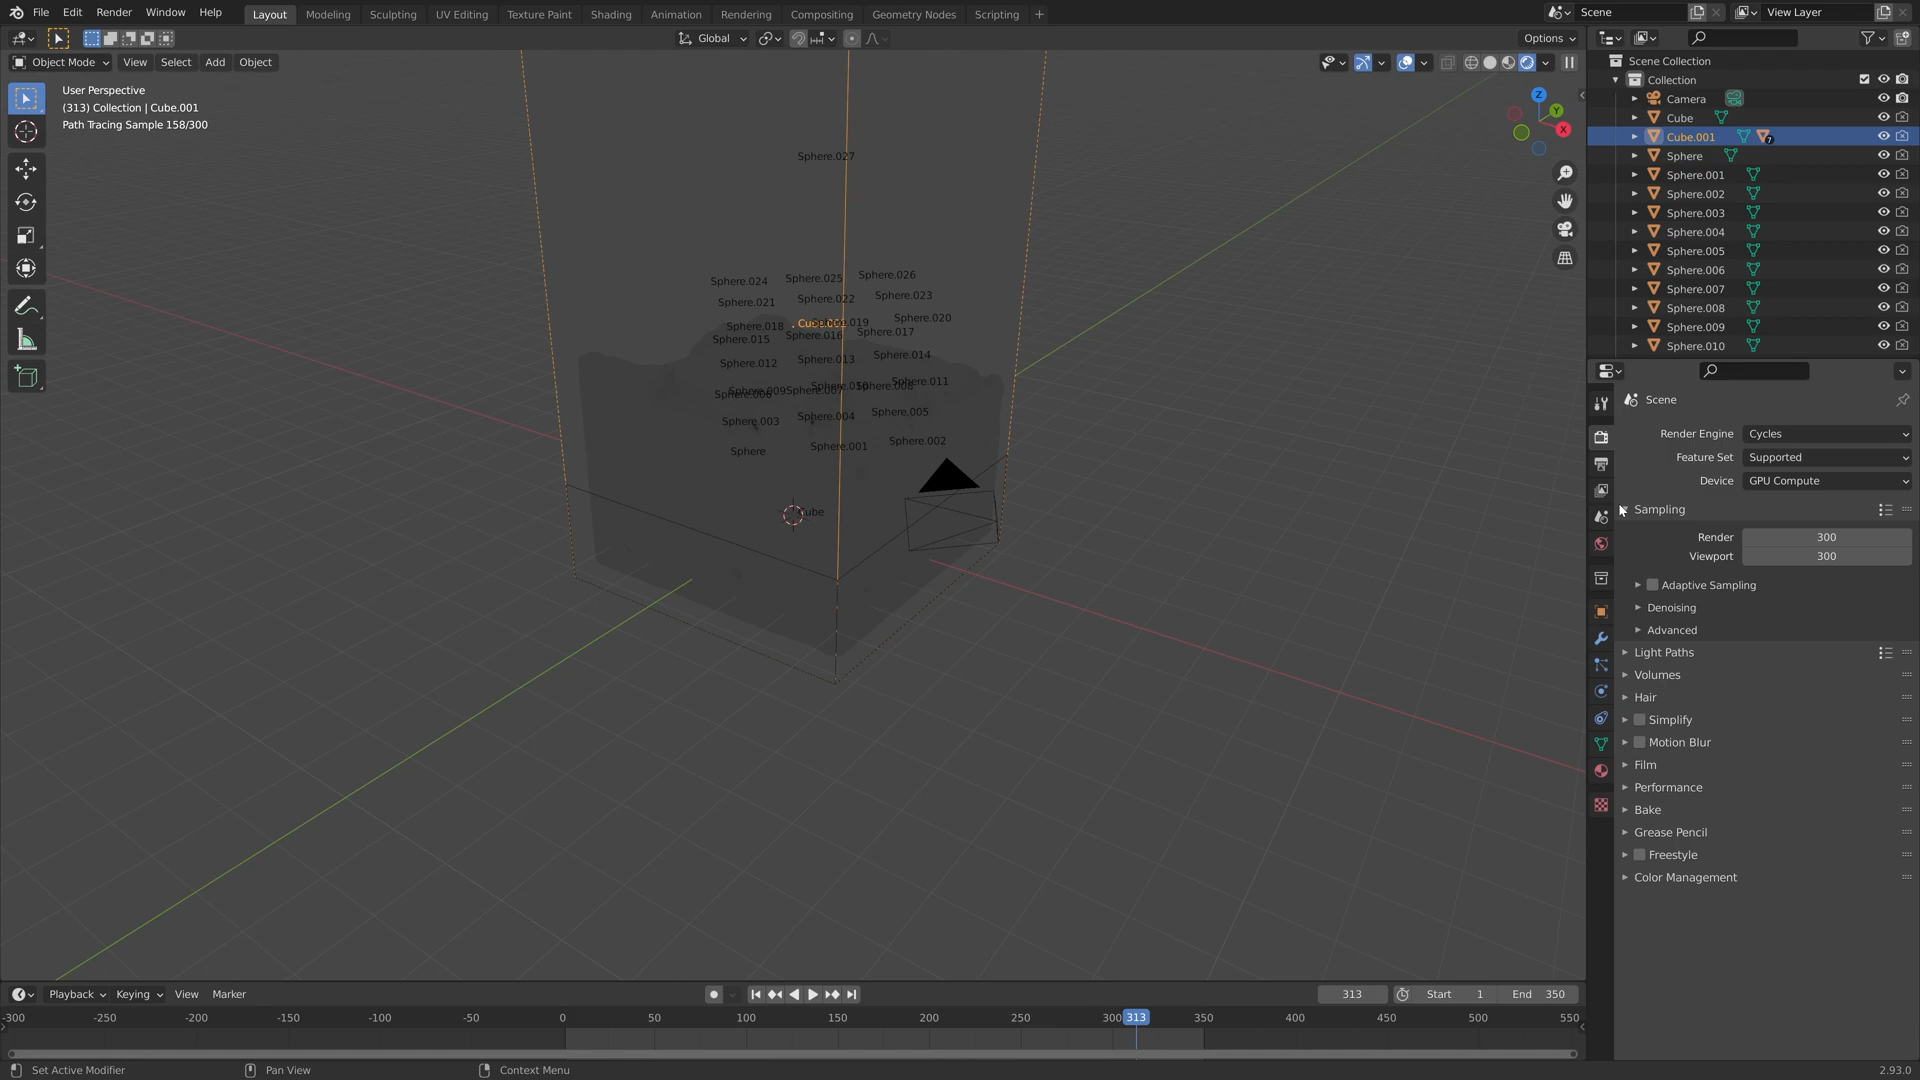 File Edit Render Window Help Layout Modeling Sculpting UV Editing Texture Paint Shading Animation Rendering Compositing Geometry Nodes Scripting + Scene View Layer
Global Options
Object Mode View Select Add Object
User Perspective
(313) Collection | Cube.001
Path Tracing Sample 158/300
Z
Y
X
Sphere.027
Sphere.024 Sphere.025 Sphere.026
Sphere.021 Sphere.022 Sphere.023
Sphere.018 Sphere.020
Sphere.015 Sphere.016 Sphere.017
Sphere.012 Sphere.013 Sphere.014
Sphere.009 Sphere.011
Sphere.003 Sphere.004 Sphere.005
Sphere Sphere.001 Sphere.002
Scene Collection
Collection
Camera
Cube
Cube.001 7
Sphere
Sphere.001
Sphere.002
Sphere.003
Sphere.004
Sphere.005
Sphere.006
Sphere.007
Sphere.008
Sphere.009
Sphere.010
Scene
Render Engine Cycles
Feature Set Supported
Device GPU Compute
Sampling
Render 300
Viewport 300
Adaptive Sampling
Denoising
Advanced
Light Paths
Volumes
Hair
Simplify
Motion Blur
Film
Performance
Bake
Grease Pencil
Freestyle
Color Management
Playback Keying View Marker 313 Start 1 End 350
-300 -250 -200 -150 -100 -50 0 50 100 150 200 250 300 313 350 400 450 500 550
Set Active Modifier Pan View Context Menu 2.93.0